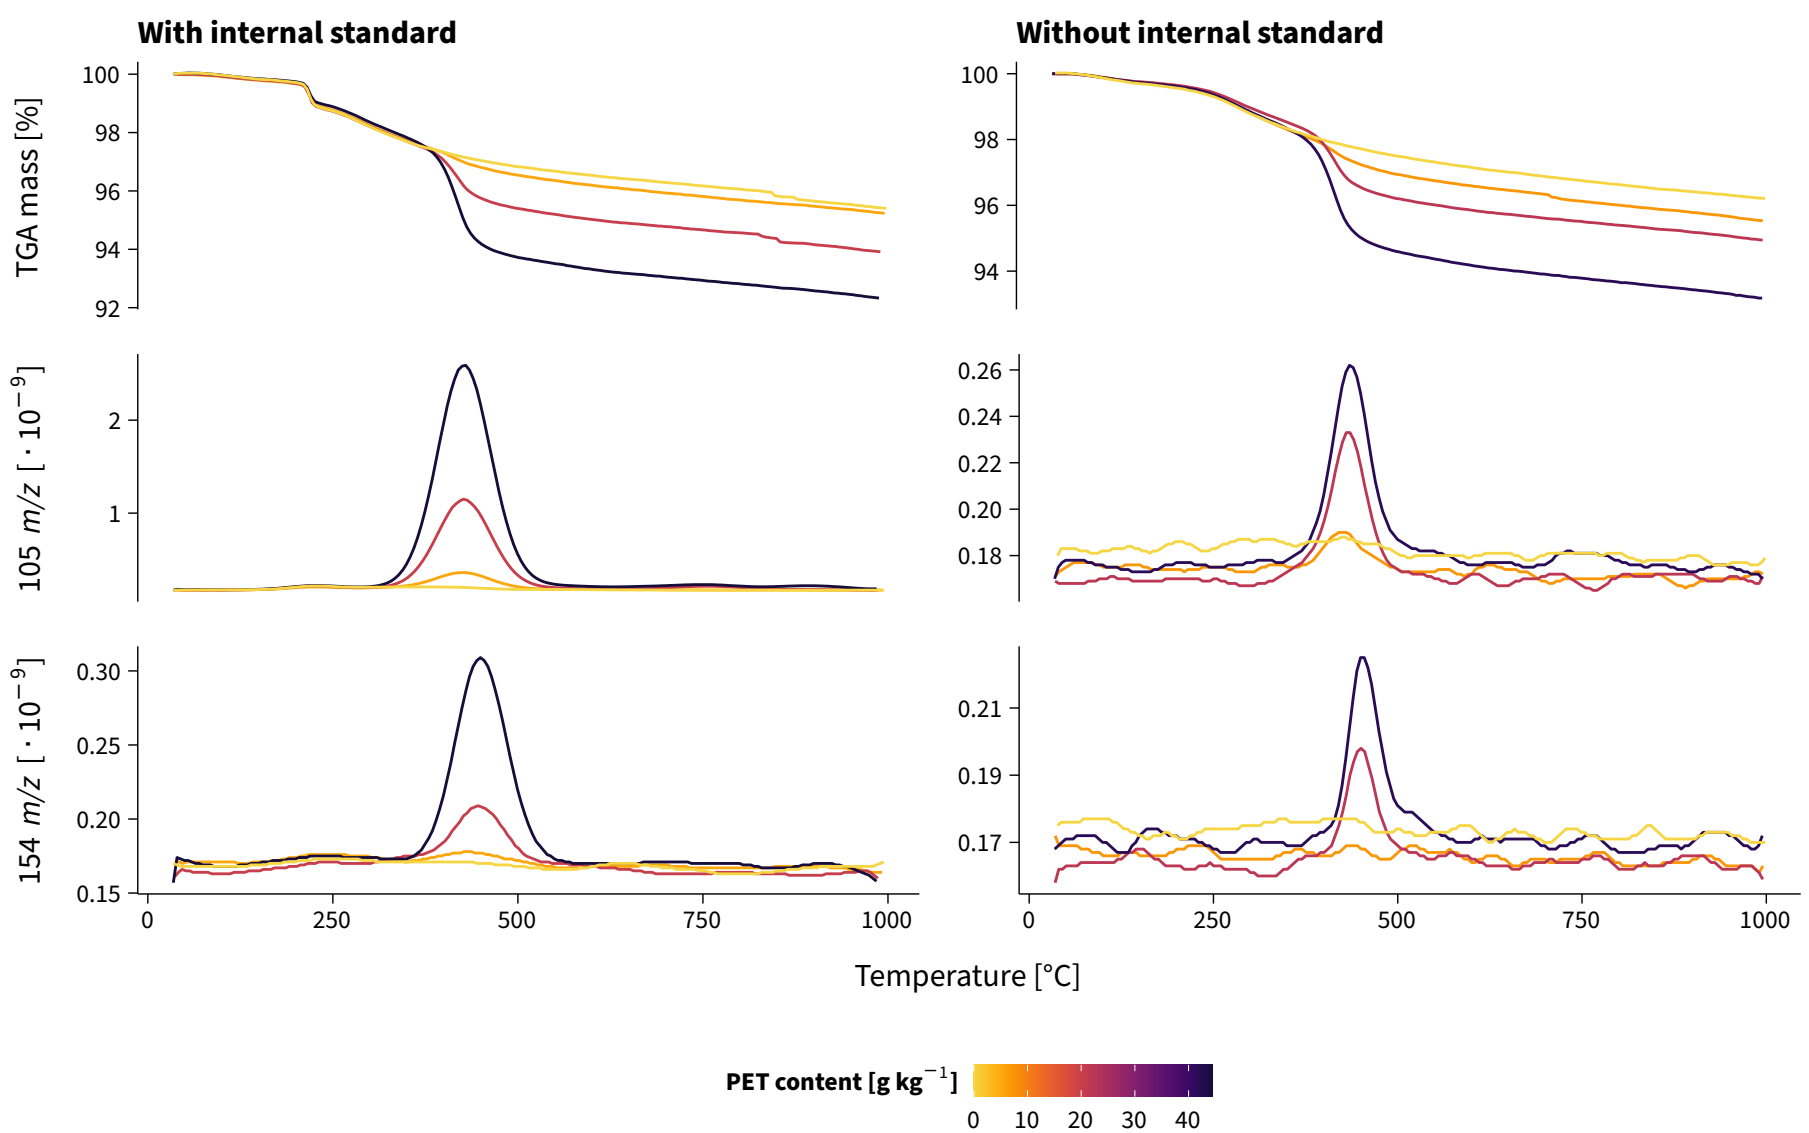 With internal standard
Without internal standard
TGA mass [%]
100
98
96
94
92
100
98
96
94
105 m/z [ · 10⁻⁹]
2
1
0.26
0.24
0.22
0.20
0.18
154 m/z [ · 10⁻⁹]
0.30
0.25
0.20
0.15
0.21
0.19
0.17
0 250 500 750 1000
0 250 500 750 1000
Temperature [°C]
PET content [g kg⁻¹]
0 10 20 30 40